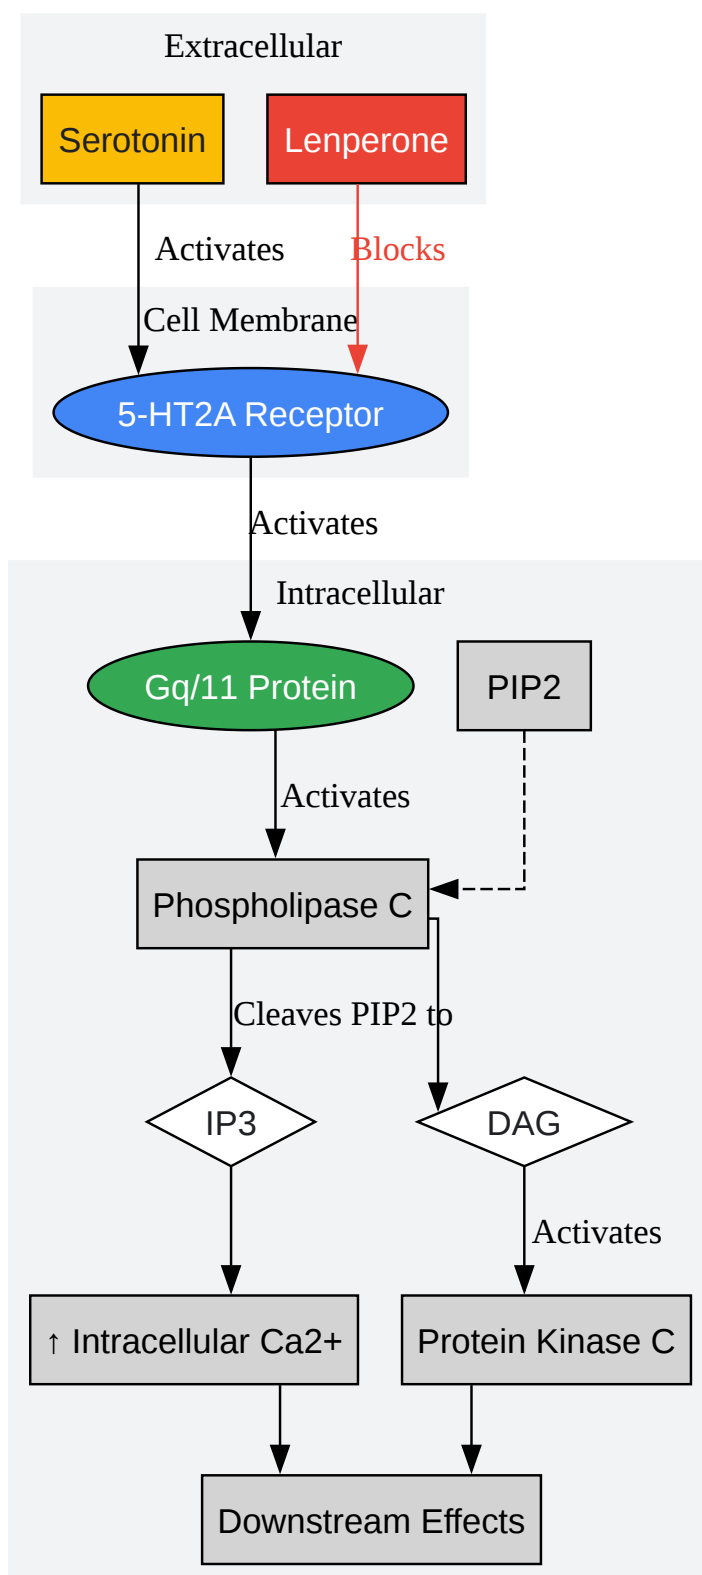 Extracellular
Serotonin
Lenperone
Activates
Blocks
Cell Membrane
5-HT2A Receptor
Activates
Intracellular
Gq/11 Protein
PIP2
Activates
Phospholipase C
Cleaves PIP2 to
IP3
DAG
Activates
↑ Intracellular Ca2+
Protein Kinase C
Downstream Effects